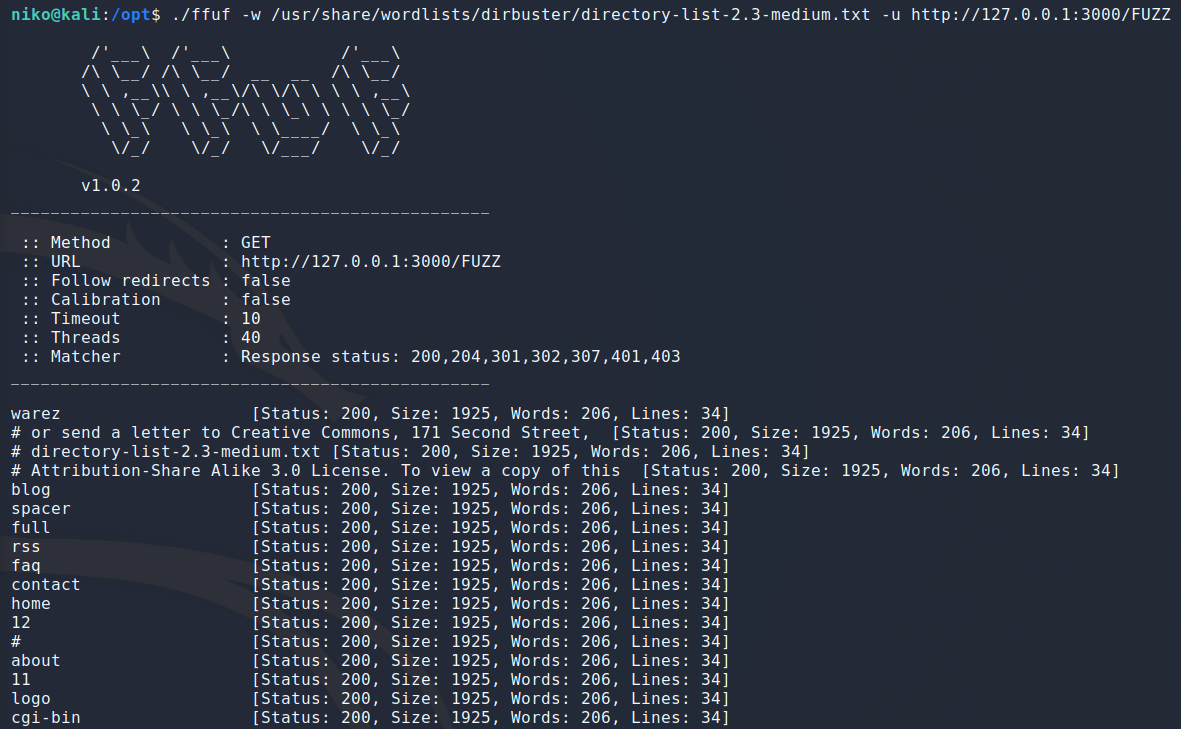 niko@kali:/opt$ ./ffuf -w /usr/share/wordlists/dirbuster/directory-list-2.3-medium.txt -u http://127.0.0.1:3000/FUZZ
        /'___\  /'___\           /'___\
       /\ \__/ /\ \__/  __  __  /\ \__/
       \ \ ,__\\ \ ,__\/\ \/\ \ \ \ ,__\
        \ \ \_/ \ \ \_/\ \ \_\ \ \ \ \_/
         \ \_\   \ \_\  \ \____/  \ \_\
          \/_/    \/_/   \/___/    \/_/
       v1.0.2
________________________________________________
 :: Method           : GET
 :: URL              : http://127.0.0.1:3000/FUZZ
 :: Follow redirects : false
 :: Calibration      : false
 :: Timeout          : 10
 :: Threads          : 40
 :: Matcher          : Response status: 200,204,301,302,307,401,403
________________________________________________
warez                   [Status: 200, Size: 1925, Words: 206, Lines: 34]
# or send a letter to Creative Commons, 171 Second Street,  [Status: 200, Size: 1925, Words: 206, Lines: 34]
# directory-list-2.3-medium.txt [Status: 200, Size: 1925, Words: 206, Lines: 34]
# Attribution-Share Alike 3.0 License. To view a copy of this  [Status: 200, Size: 1925, Words: 206, Lines: 34]
blog                    [Status: 200, Size: 1925, Words: 206, Lines: 34]
spacer                  [Status: 200, Size: 1925, Words: 206, Lines: 34]
full                    [Status: 200, Size: 1925, Words: 206, Lines: 34]
rss                     [Status: 200, Size: 1925, Words: 206, Lines: 34]
faq                     [Status: 200, Size: 1925, Words: 206, Lines: 34]
contact                 [Status: 200, Size: 1925, Words: 206, Lines: 34]
home                    [Status: 200, Size: 1925, Words: 206, Lines: 34]
12                      [Status: 200, Size: 1925, Words: 206, Lines: 34]
#                       [Status: 200, Size: 1925, Words: 206, Lines: 34]
about                   [Status: 200, Size: 1925, Words: 206, Lines: 34]
11                      [Status: 200, Size: 1925, Words: 206, Lines: 34]
logo                    [Status: 200, Size: 1925, Words: 206, Lines: 34]
cgi-bin                 [Status: 200, Size: 1925, Words: 206, Lines: 34]